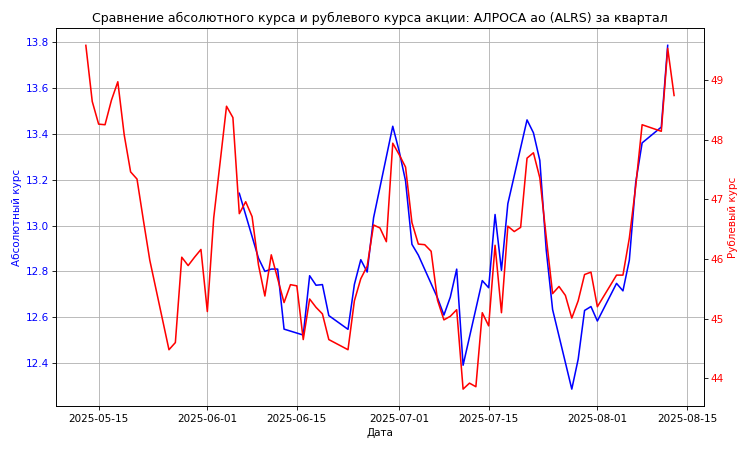 Сравнение абсолютного курса и рублевого курса акции: АЛРОСА ао (ALRS) за квартал
13.8
13.6
13.4
13.2
13.0
12.8
12.6
12.4
Абсолютный курс
49
48
47
46
45
44
Рублевый курс
2025-05-15 2025-06-01 2025-06-15 2025-07-01 2025-07-15 2025-08-01 2025-08-15
Дата